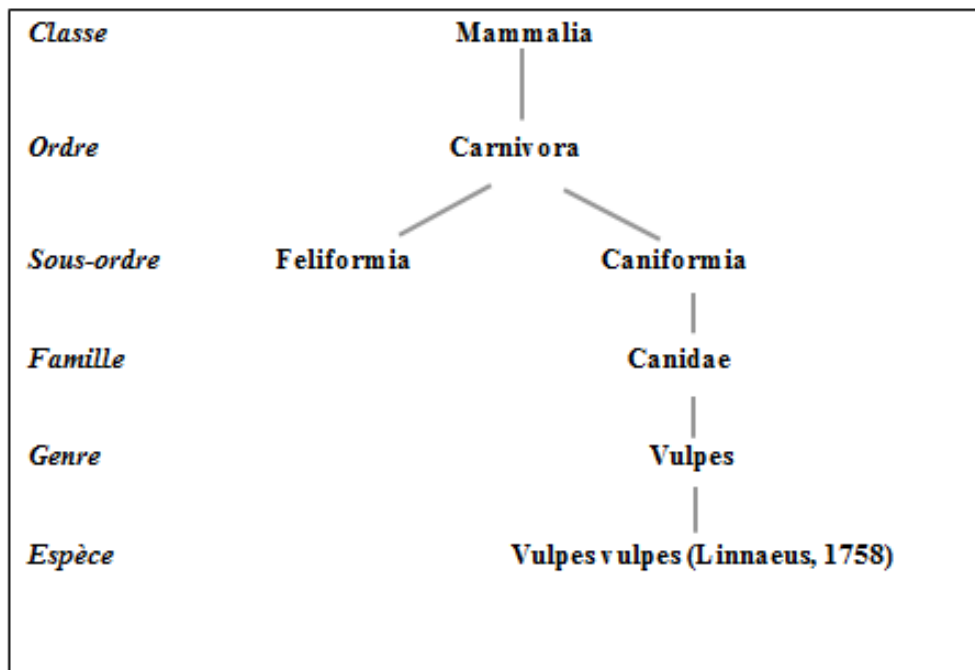 Classe Mammalia
Ordre Carnivora
Sous-ordre Feliformia Caniformia
Famille Canidae
Genre Vulpes
Espèce Vulpes vulpes (Linnaeus, 1758)